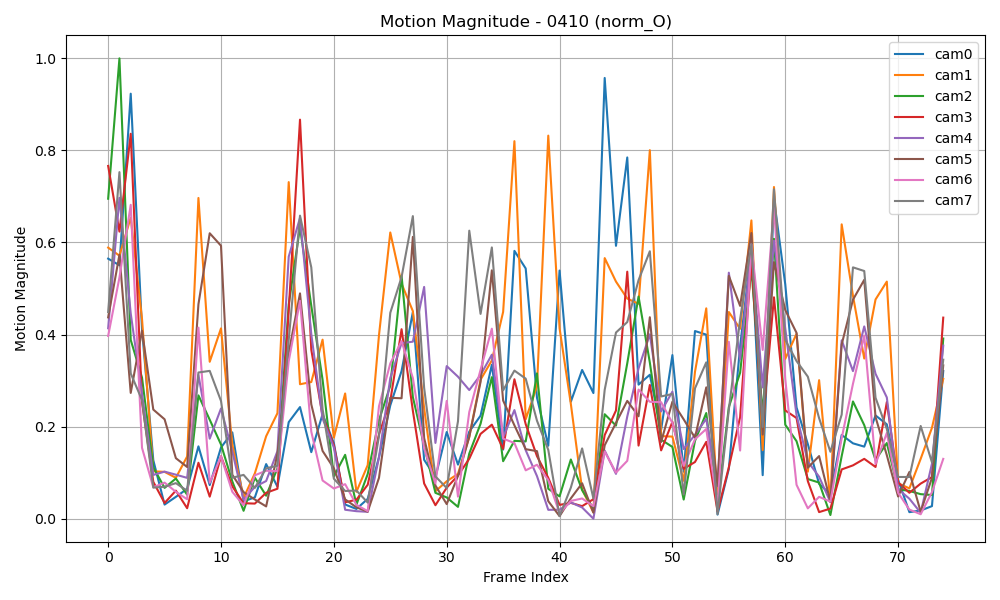 Motion Magnitude - 0410 (norm_O)
Motion Magnitude
1.0
0.8
0.6
0.4
0.2
0.0
0 10 20 30 40 50 60 70
Frame Index
cam0
cam1
cam2
cam3
cam4
cam5
cam6
cam7